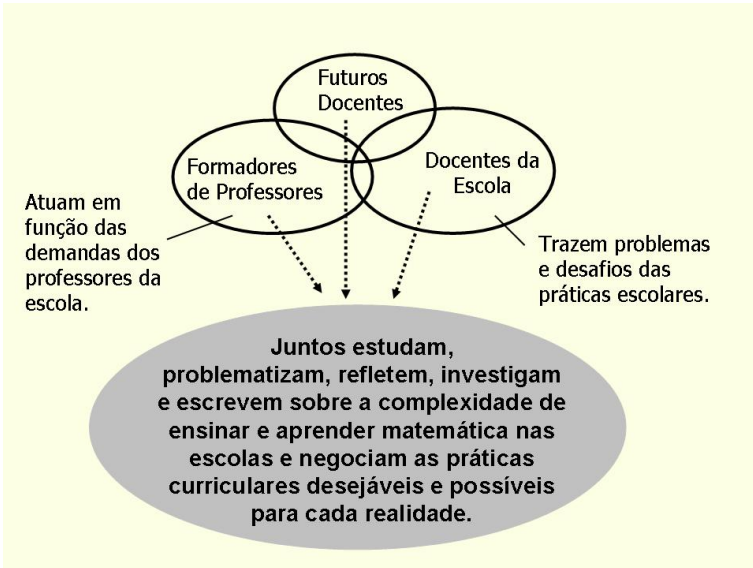 Futuros
Docentes
Formadores
de Professores
Docentes da
Escola
Atuam em
função das
demandas dos
professores da
escola.
Trazem problemas
e desafios das
práticas escolares.
Juntos estudam,
problematizam, refletem, investigam
e escrevem sobre a complexidade de
ensinar e aprender matemática nas
escolas e negociam as práticas
curriculares desejáveis e possíveis
para cada realidade.